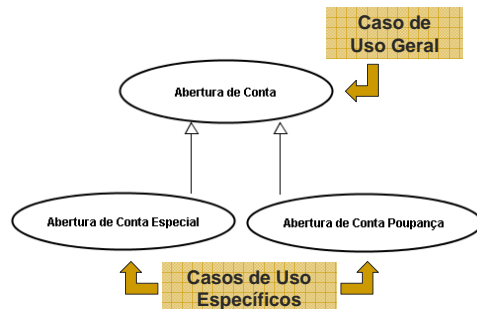 Caso de
Uso Geral
Abertura de Conta
Abertura de Conta Especial
Abertura de Conta Poupança
Casos de Uso
Específicos